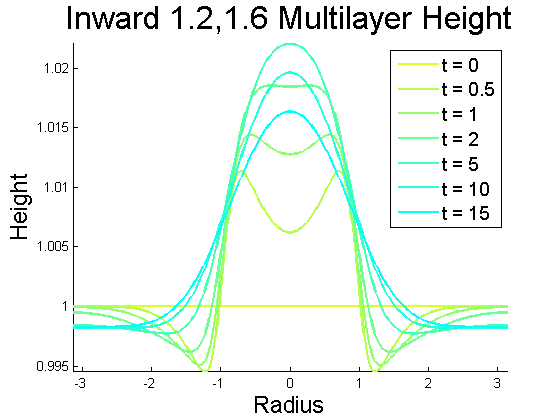 Inward 1.2,1.6 Multilayer Height
1.02
1.015
1.01
1.005
1
0.995
Height
t = 0
t = 0.5
t = 1
t = 2
t = 5
t = 10
t = 15
-3 -2 -1 0 1 2 3
Radius